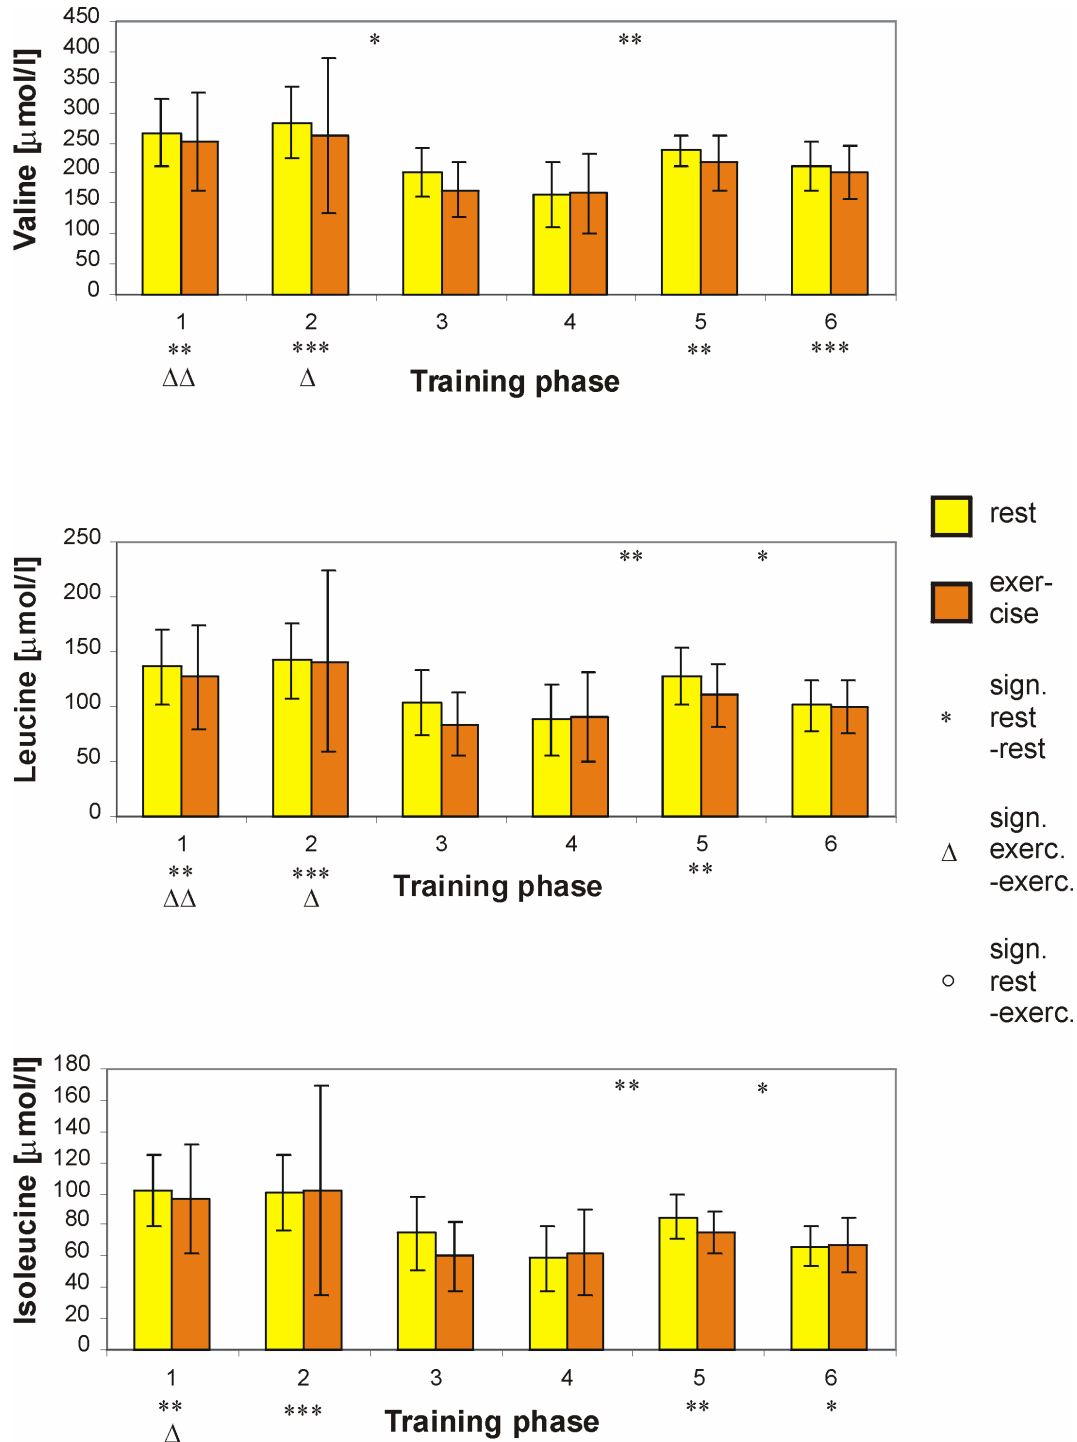 Valine [µmol/l]
450
400
350
300
250
200
150
100
50
0
* **
1 2 3 4 5 6
** *** ** ***
ΔΔ Δ
Training phase
Leucine [µmol/l]
250
200
150
100
50
0
** *
1 2 3 4 5 6
** *** **
ΔΔ Δ
Training phase
rest
exer-
cise
sign.
* rest
-rest
sign.
Δ exerc.
-exerc.
sign.
○ rest
-exerc.
Isoleucine [µmol/l]
180
160
140
120
100
80
60
40
20
0
** *
1 2 3 4 5 6
** *** ** *
Δ
Training phase